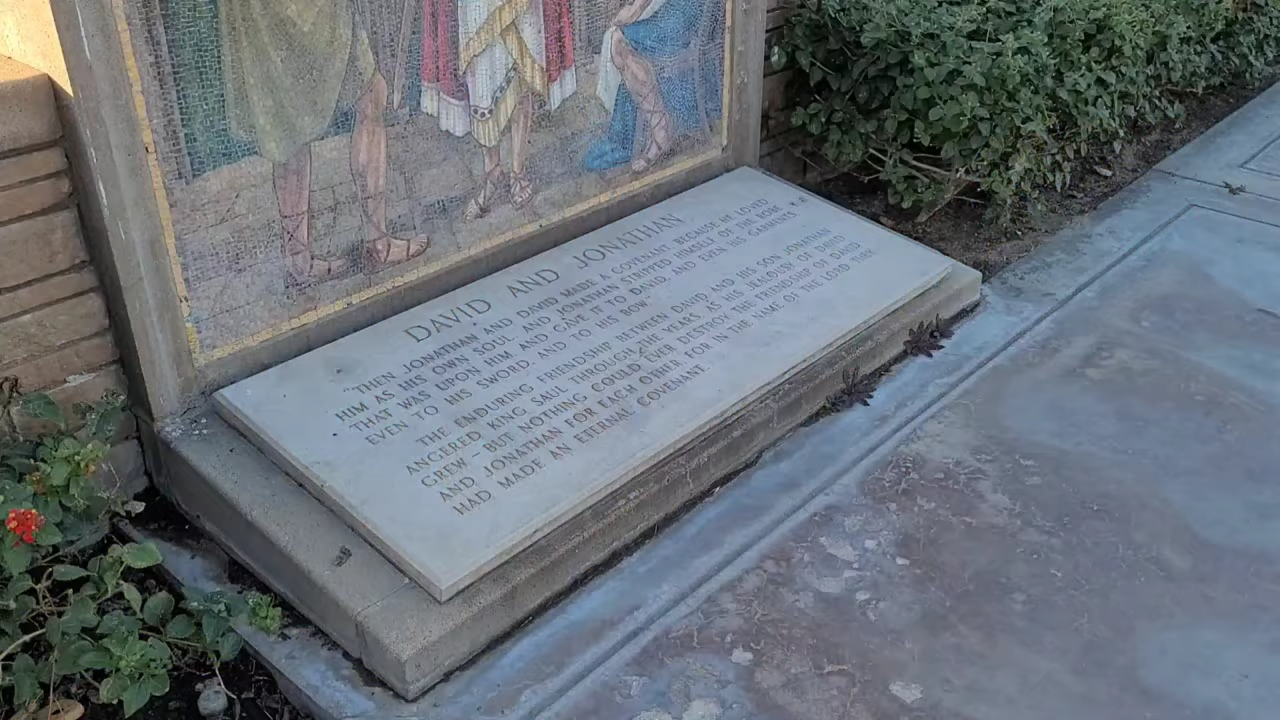 DAVID AND JONATHAN
"THEN JONATHAN AND DAVID MADE A COVENANT, BECAUSE HE LOVED
HIM AS HIS OWN SOUL. AND JONATHAN STRIPPED HIMSELF OF THE ROBE
THAT WAS UPON HIM AND GAVE IT TO DAVID, AND EVEN HIS GARMENTS
EVEN TO HIS SWORD, AND TO HIS BOW."
THE ENDURING FRIENDSHIP BETWEEN DAVID AND HIS SON JONATHAN
ANGERED KING SAUL THROUGH THE YEARS AS HIS JEALOUSY OF DAVID
GREW – BUT NOTHING COULD EVER DESTROY THE FRIENDSHIP OF DAVID
AND JONATHAN FOR EACH OTHER FOR IN THE NAME OF THE LORD THEY
HAD MADE AN ETERNAL COVENANT.